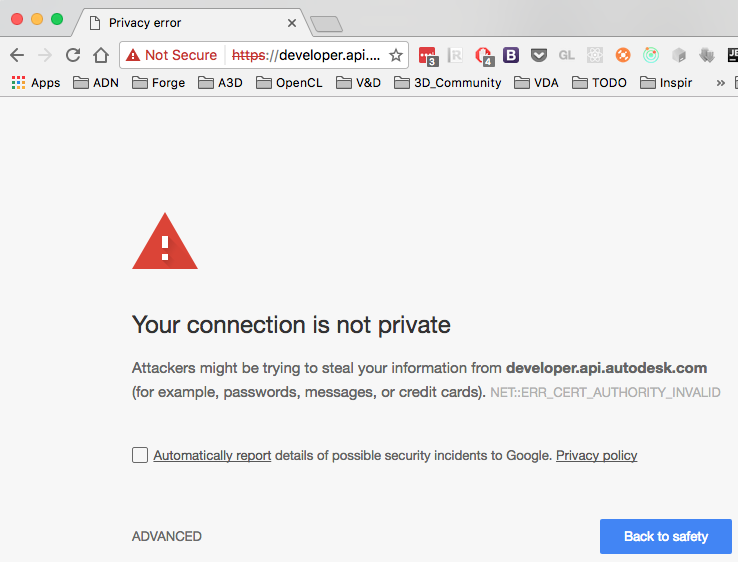 Privacy error
Not Secure https://developer.api....
3 R 4 B GL
Apps ADN Forge A3D OpenCL V&D 3D_Community VDA TODO Inspir »
Your connection is not private
Attackers might be trying to steal your information from developer.api.autodesk.com
(for example, passwords, messages, or credit cards). NET::ERR_CERT_AUTHORITY_INVALID
Automatically report details of possible security incidents to Google. Privacy policy
ADVANCED Back to safety